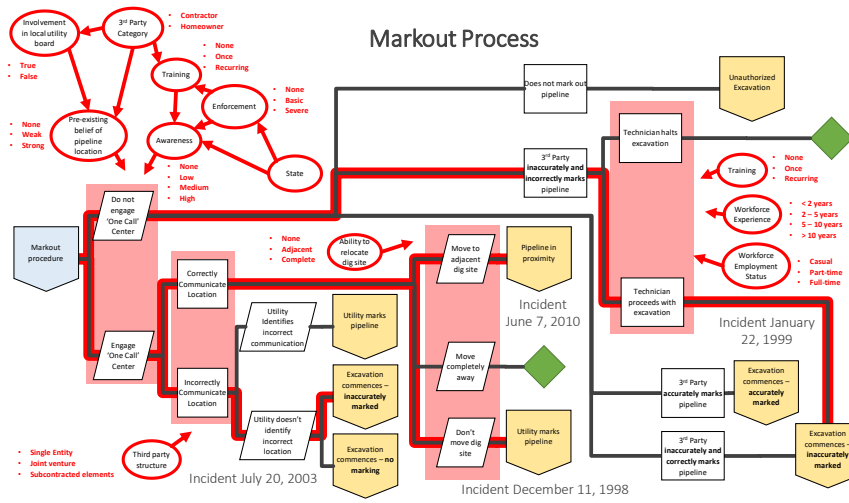 Markout Process
Involvement
in local utility
board
3rd Party
Category
• Contractor
• Homeowner
• True
• False
Training
• None
• Once
• Recurring
Enforcement
• None
• Basic
• Severe
Pre-existing
belief of
pipeline
location
• None
• Weak
• Strong
Awareness
• None
• Low
• Medium
• High
State
Does not mark out
pipeline
Unauthorized
Excavation
Technician halts
excavation
3rd Party
inaccurately and
incorrectly marks
pipeline
Training
• None
• Once
• Recurring
Workforce
Experience
• < 2 years
• 2 – 5 years
• 5 – 10 years
• > 10 years
Workforce
Employment
Status
• Casual
• Part-time
• Full-time
Do not
engage
'One Call'
Center
Markout
procedure
Engage
'One Call'
Center
• None
• Adjacent
• Complete
Ability to
relocate
dig site
Correctly
Communicate
Location
Utility
Identifies
incorrect
communication
Utility marks
pipeline
Move to
adjacent
dig site
Pipeline in
proximity
Incident
June 7, 2010
Technician
proceeds with
excavation
Incident January
22, 1999
Incorrectly
Communicate
Location
Excavation
commences –
inaccurately
marked
Move
completely
away
3rd Party
accurately marks
pipeline
Excavation
commences –
accurately
marked
Utility doesn't
identify
incorrect
location
Excavation
commences – no
marking
Don't
move dig
site
Utility marks
pipeline
3rd Party
inaccurately and
correctly marks
pipeline
Excavation
commences –
inaccurately
marked
• Single Entity
• Joint venture
• Subcontracted elements
Third party
structure
Incident July 20, 2003
Incident December 11, 1998